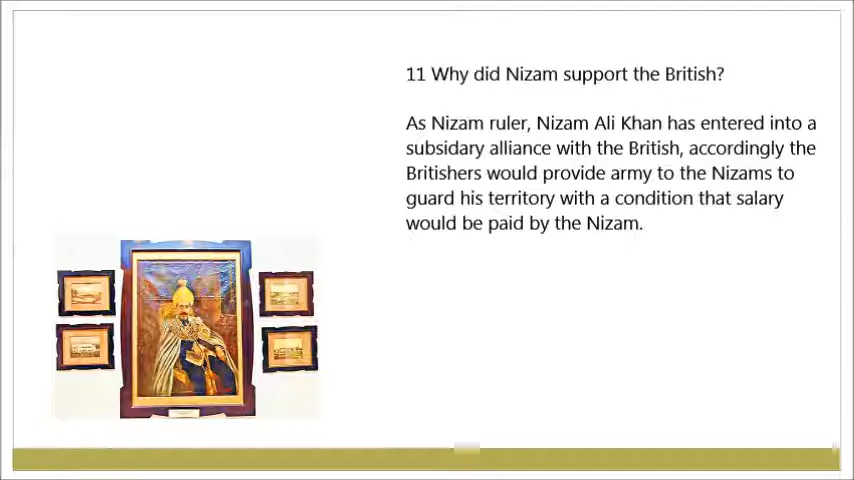 11 Why did Nizam support the British?
As Nizam ruler, Nizam Ali Khan has entered into a
subsidary alliance with the British, accordingly the
Britishers would provide army to the Nizams to
guard his territory with a condition that salary
would be paid by the Nizam.